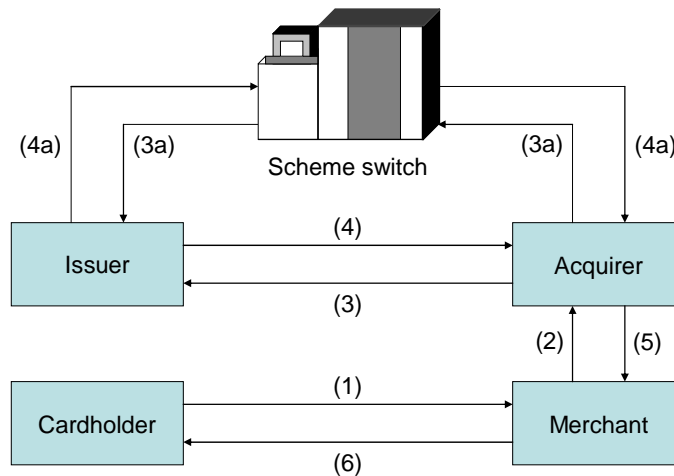 (4a)
(3a)
Scheme switch
(3a)
(4a)
Issuer
(4)
(3)
Acquirer
(2)
(5)
Cardholder
(1)
(6)
Merchant